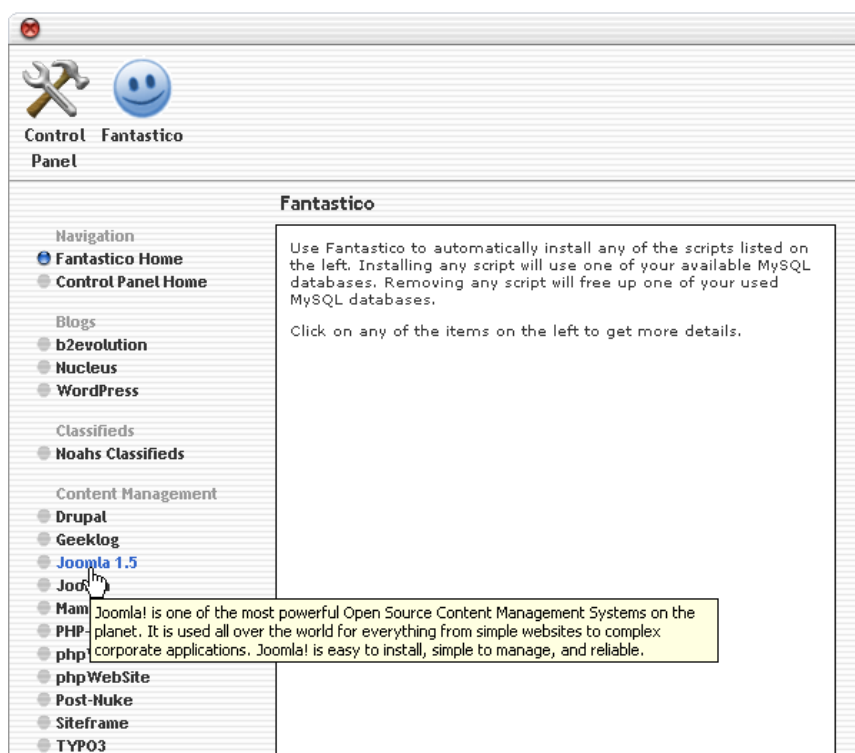 Control Fantastico
Panel
Fantastico
Navigation
Fantastico Home
Control Panel Home
Blogs
b2evolution
Nucleus
WordPress
Classifieds
Noahs Classifieds
Content Management
Drupal
Geeklog
Joomla 1.5
Joomla! is one of the most powerful Open Source Content Management Systems on the
planet. It is used all over the world for everything from simple websites to complex
corporate applications. Joomla! is easy to install, simple to manage, and reliable.
phpWebSite
Post-Nuke
Siteframe
TYPO3
Use Fantastico to automatically install any of the scripts listed on
the left. Installing any script will use one of your available MySQL
databases. Removing any script will free up one of your used
MySQL databases.
Click on any of the items on the left to get more details.